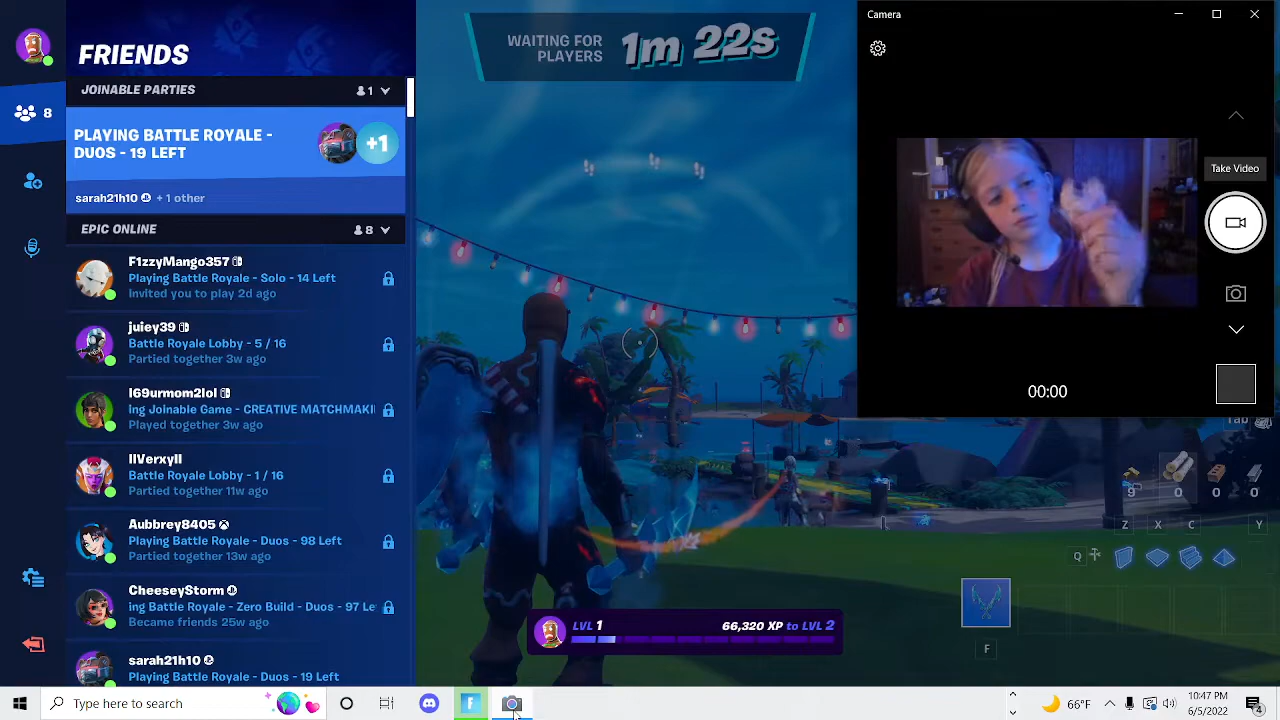 FRIENDS
8
JOINABLE PARTIES
1
PLAYING BATTLE ROYALE -
DUOS - 19 LEFT
+1
sarah21h10 + 1 other
EPIC ONLINE
8
F1zzyMango357
Playing Battle Royale - Solo - 14 Left
Invited you to play 2d ago
juiey39
Battle Royale Lobby - 5 / 16
Partied together 3w ago
l69urmom2lol
ing Joinable Game - CREATIVE MATCHMAKI
Played together 3w ago
llVerxyll
Battle Royale Lobby - 1 / 16
Partied together 11w ago
Aubbrey8405
Playing Battle Royale - Duos - 98 Left
Partied together 13w ago
CheeseyStorm
ing Battle Royale - Zero Build - Duos - 97 Le
Became friends 25w ago
sarah21h10
Playing Battle Royale - Duos - 19 Left
WAITING FOR
PLAYERS
1m 22s
Camera
Take Video
00:00
Tab
9 0 0 0
Z X C Y
Q
F
LVL 1
66,320 XP to LVL 2
Type here to search
66°F
10:47 PM
6/5/2022
4